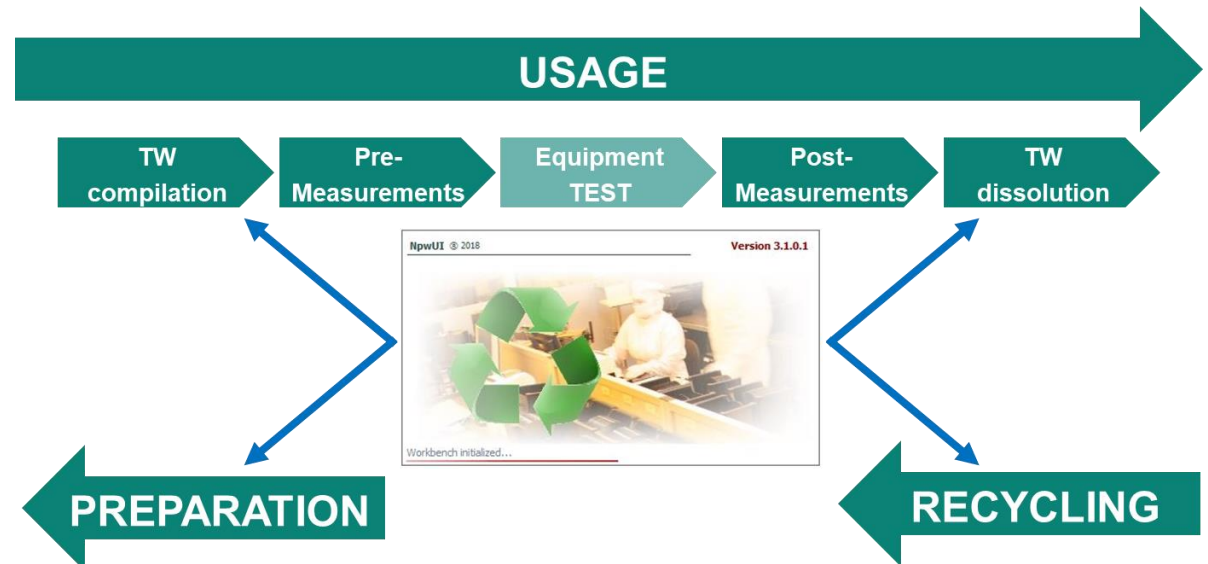 USAGE
TW
compilation
Pre-
Measurements
Equipment
TEST
Post-
Measurements
TW
dissolution
NpwUI ® 2018
Version 3.1.0.1
Workbench initialized...
PREPARATION
RECYCLING